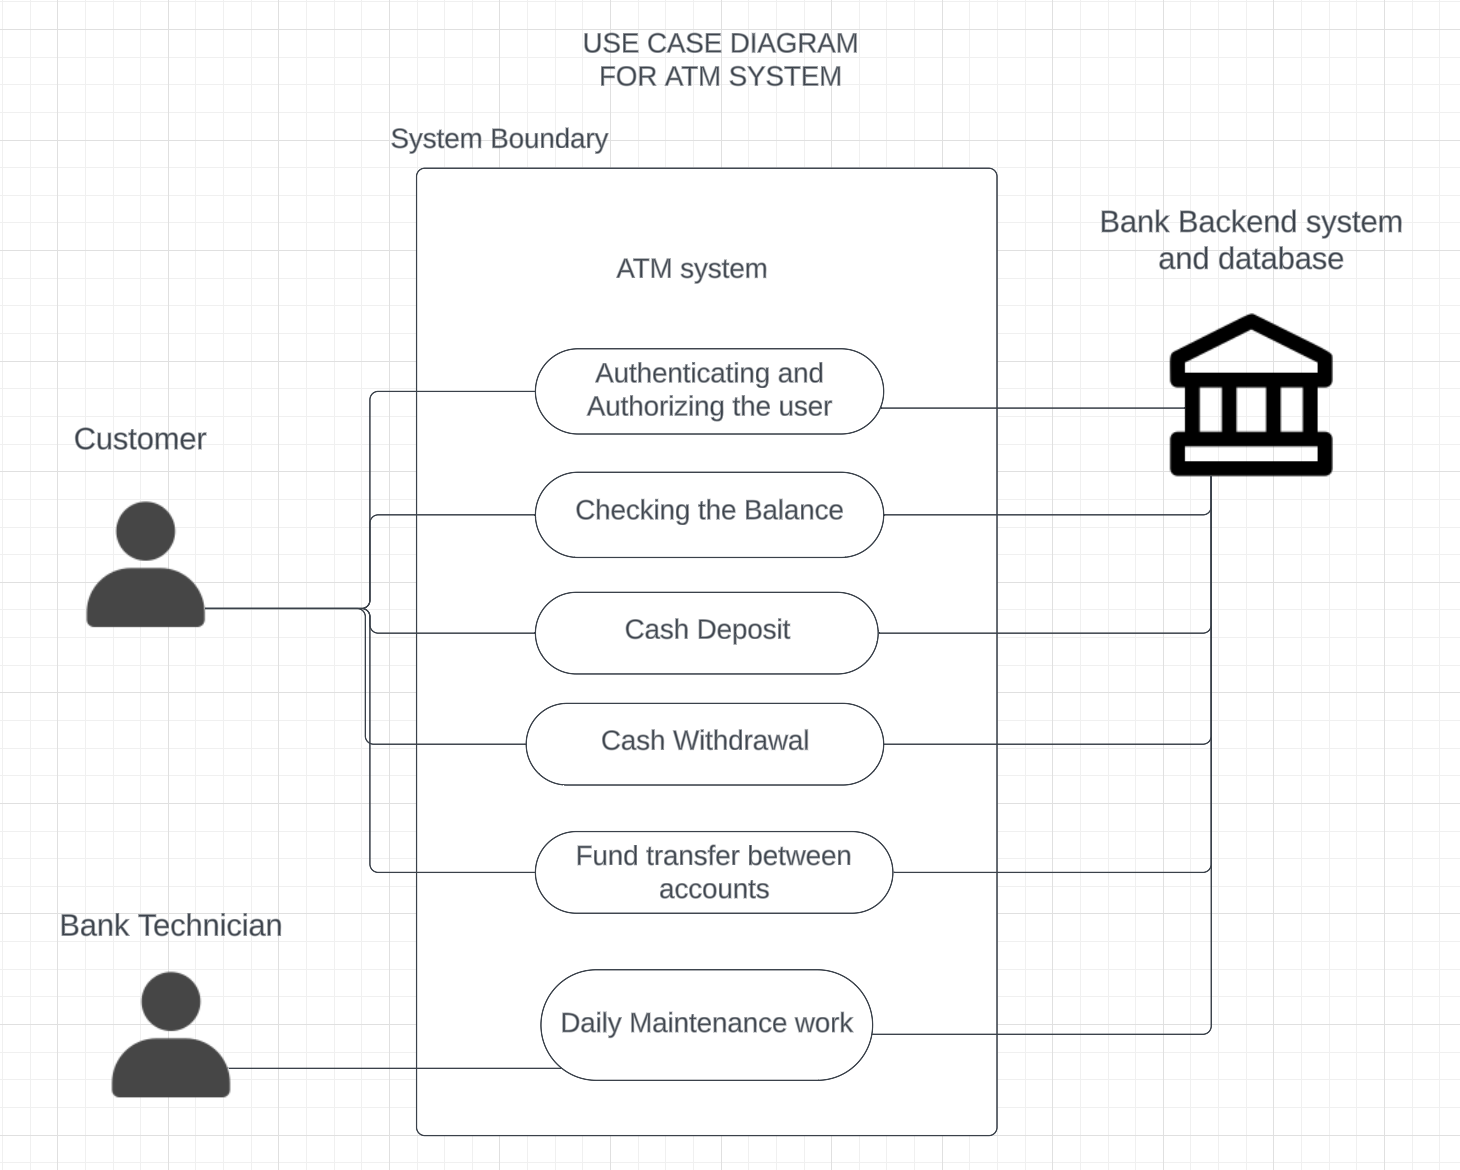 USE CASE DIAGRAM
FOR ATM SYSTEM
System Boundary
Bank Backend system
and database
ATM system
Authenticating and
Authorizing the user
Customer
Checking the Balance
Cash Deposit
Cash Withdrawal
Fund transfer between
accounts
Bank Technician
Daily Maintenance work